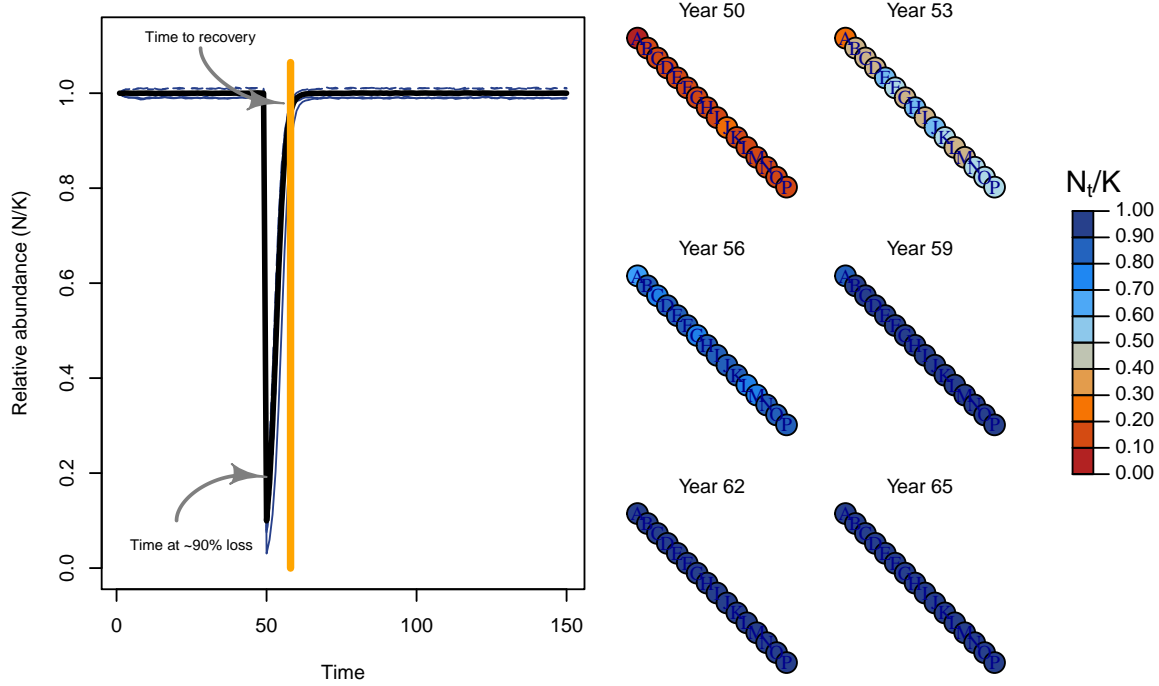 Relative abundance (N/K)
1.0
0.8
0.6
0.4
0.2
0.0
Time to recovery
Time at ~90% loss
0
50
100
150
Time
Year 50
A
B
C
D
E
F
G
H
I
J
K
L
M
N
O
P
Year 53
A
B
C
D
E
F
G
H
I
J
K
L
M
N
O
P
Year 56
A
B
C
D
E
F
G
H
I
J
K
L
M
N
O
P
Year 59
A
B
C
D
E
F
G
H
I
J
K
L
M
N
O
P
Year 62
A
B
C
D
E
F
G
H
I
J
K
L
M
N
O
P
Year 65
A
B
C
D
E
F
G
H
I
J
K
L
M
N
O
P
Nt/K
1.00
0.90
0.80
0.70
0.60
0.50
0.40
0.30
0.20
0.10
0.00